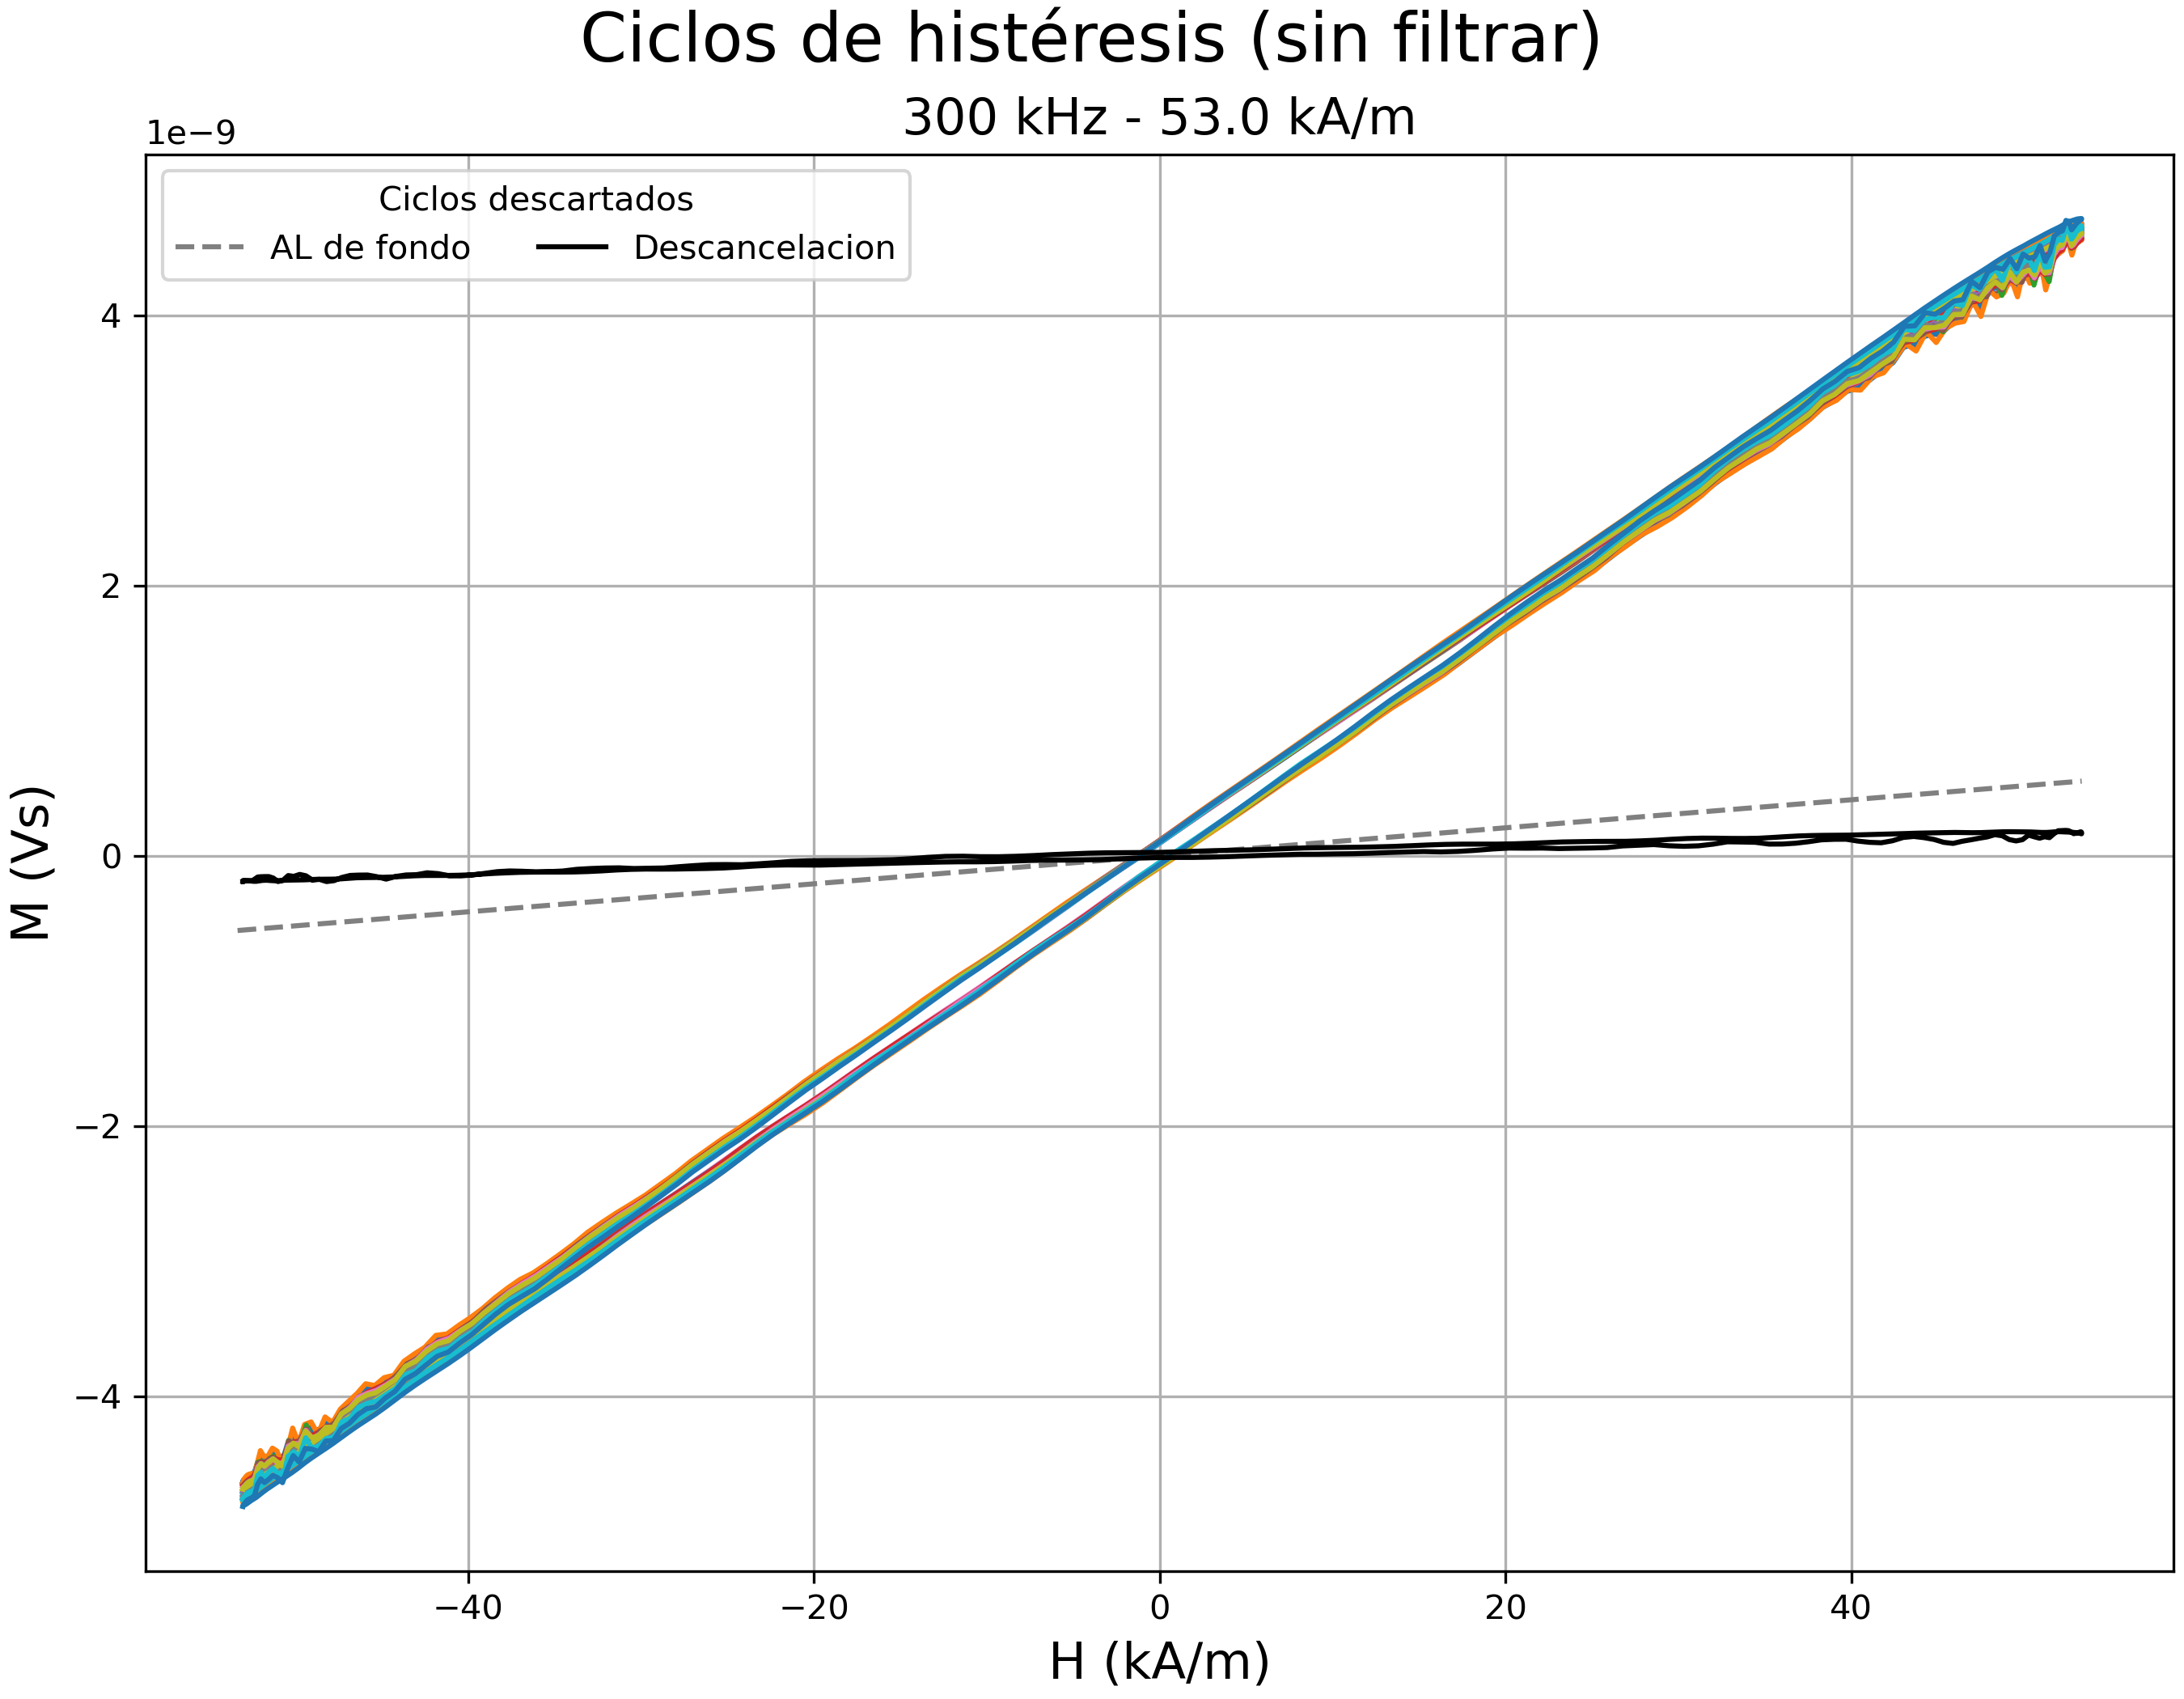 Ciclos de histéresis (sin filtrar)
300 kHz - 53.0 kA/m
1e−9
Ciclos descartados
AL de fondo
Descancelacion
4
2
0
−2
−4
M (Vs)
−40
−20
0
20
40
H (kA/m)